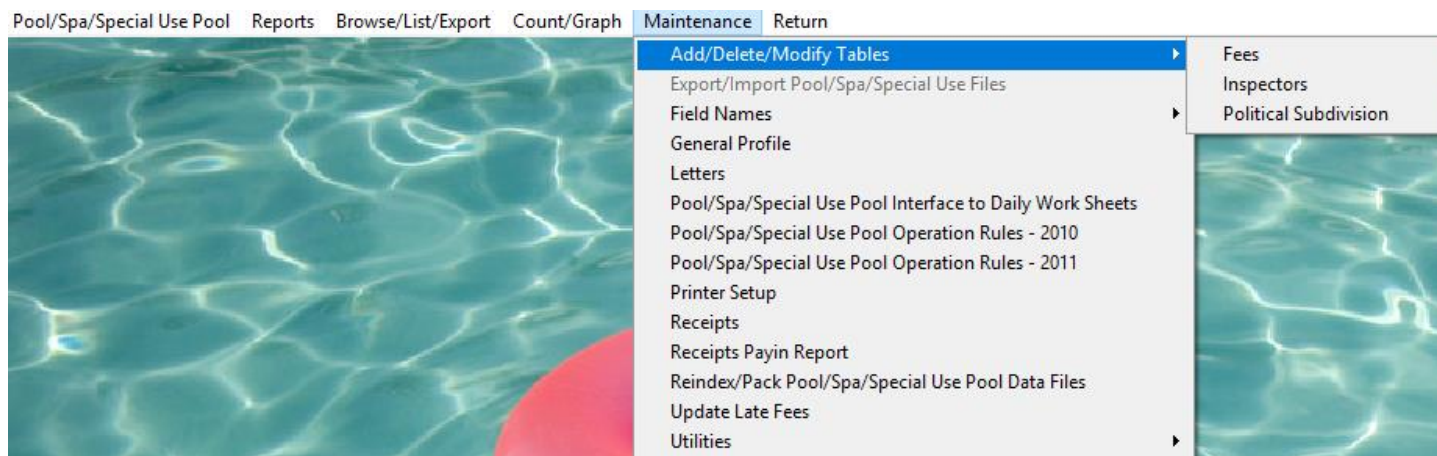 Pool/Spa/Special Use Pool Reports Browse/List/Export Count/Graph Maintenance Return
Add/Delete/Modify Tables
Fees
Export/Import Pool/Spa/Special Use Files
Inspectors
Field Names
Political Subdivision
General Profile
Letters
Pool/Spa/Special Use Pool Interface to Daily Work Sheets
Pool/Spa/Special Use Pool Operation Rules - 2010
Pool/Spa/Special Use Pool Operation Rules - 2011
Printer Setup
Receipts
Receipts Payin Report
Reindex/Pack Pool/Spa/Special Use Pool Data Files
Update Late Fees
Utilities